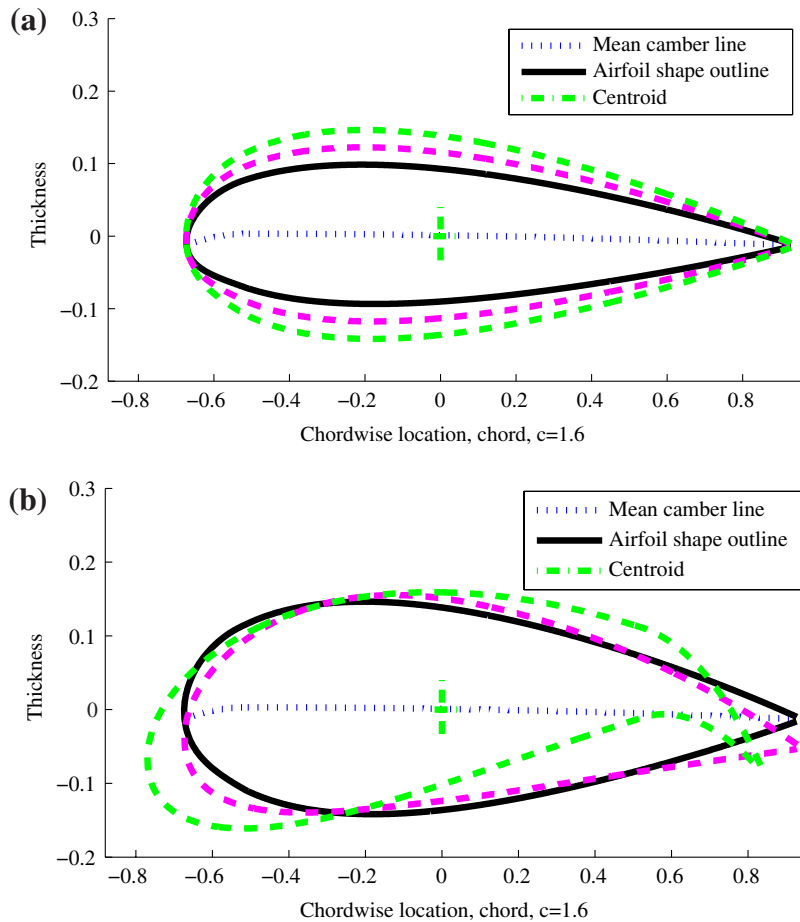 (a)
0.3
0.2
0.1
0
−0.1
−0.2
Thickness
Mean camber line
Airfoil shape outline
Centroid
−0.8 −0.6 −0.4 −0.2 0 0.2 0.4 0.6 0.8
Chordwise location, chord, c=1.6
(b)
0.3
0.2
0.1
0
−0.1
−0.2
Thickness
Mean camber line
Airfoil shape outline
Centroid
−0.8 −0.6 −0.4 −0.2 0 0.2 0.4 0.6 0.8
Chordwise location, chord, c=1.6